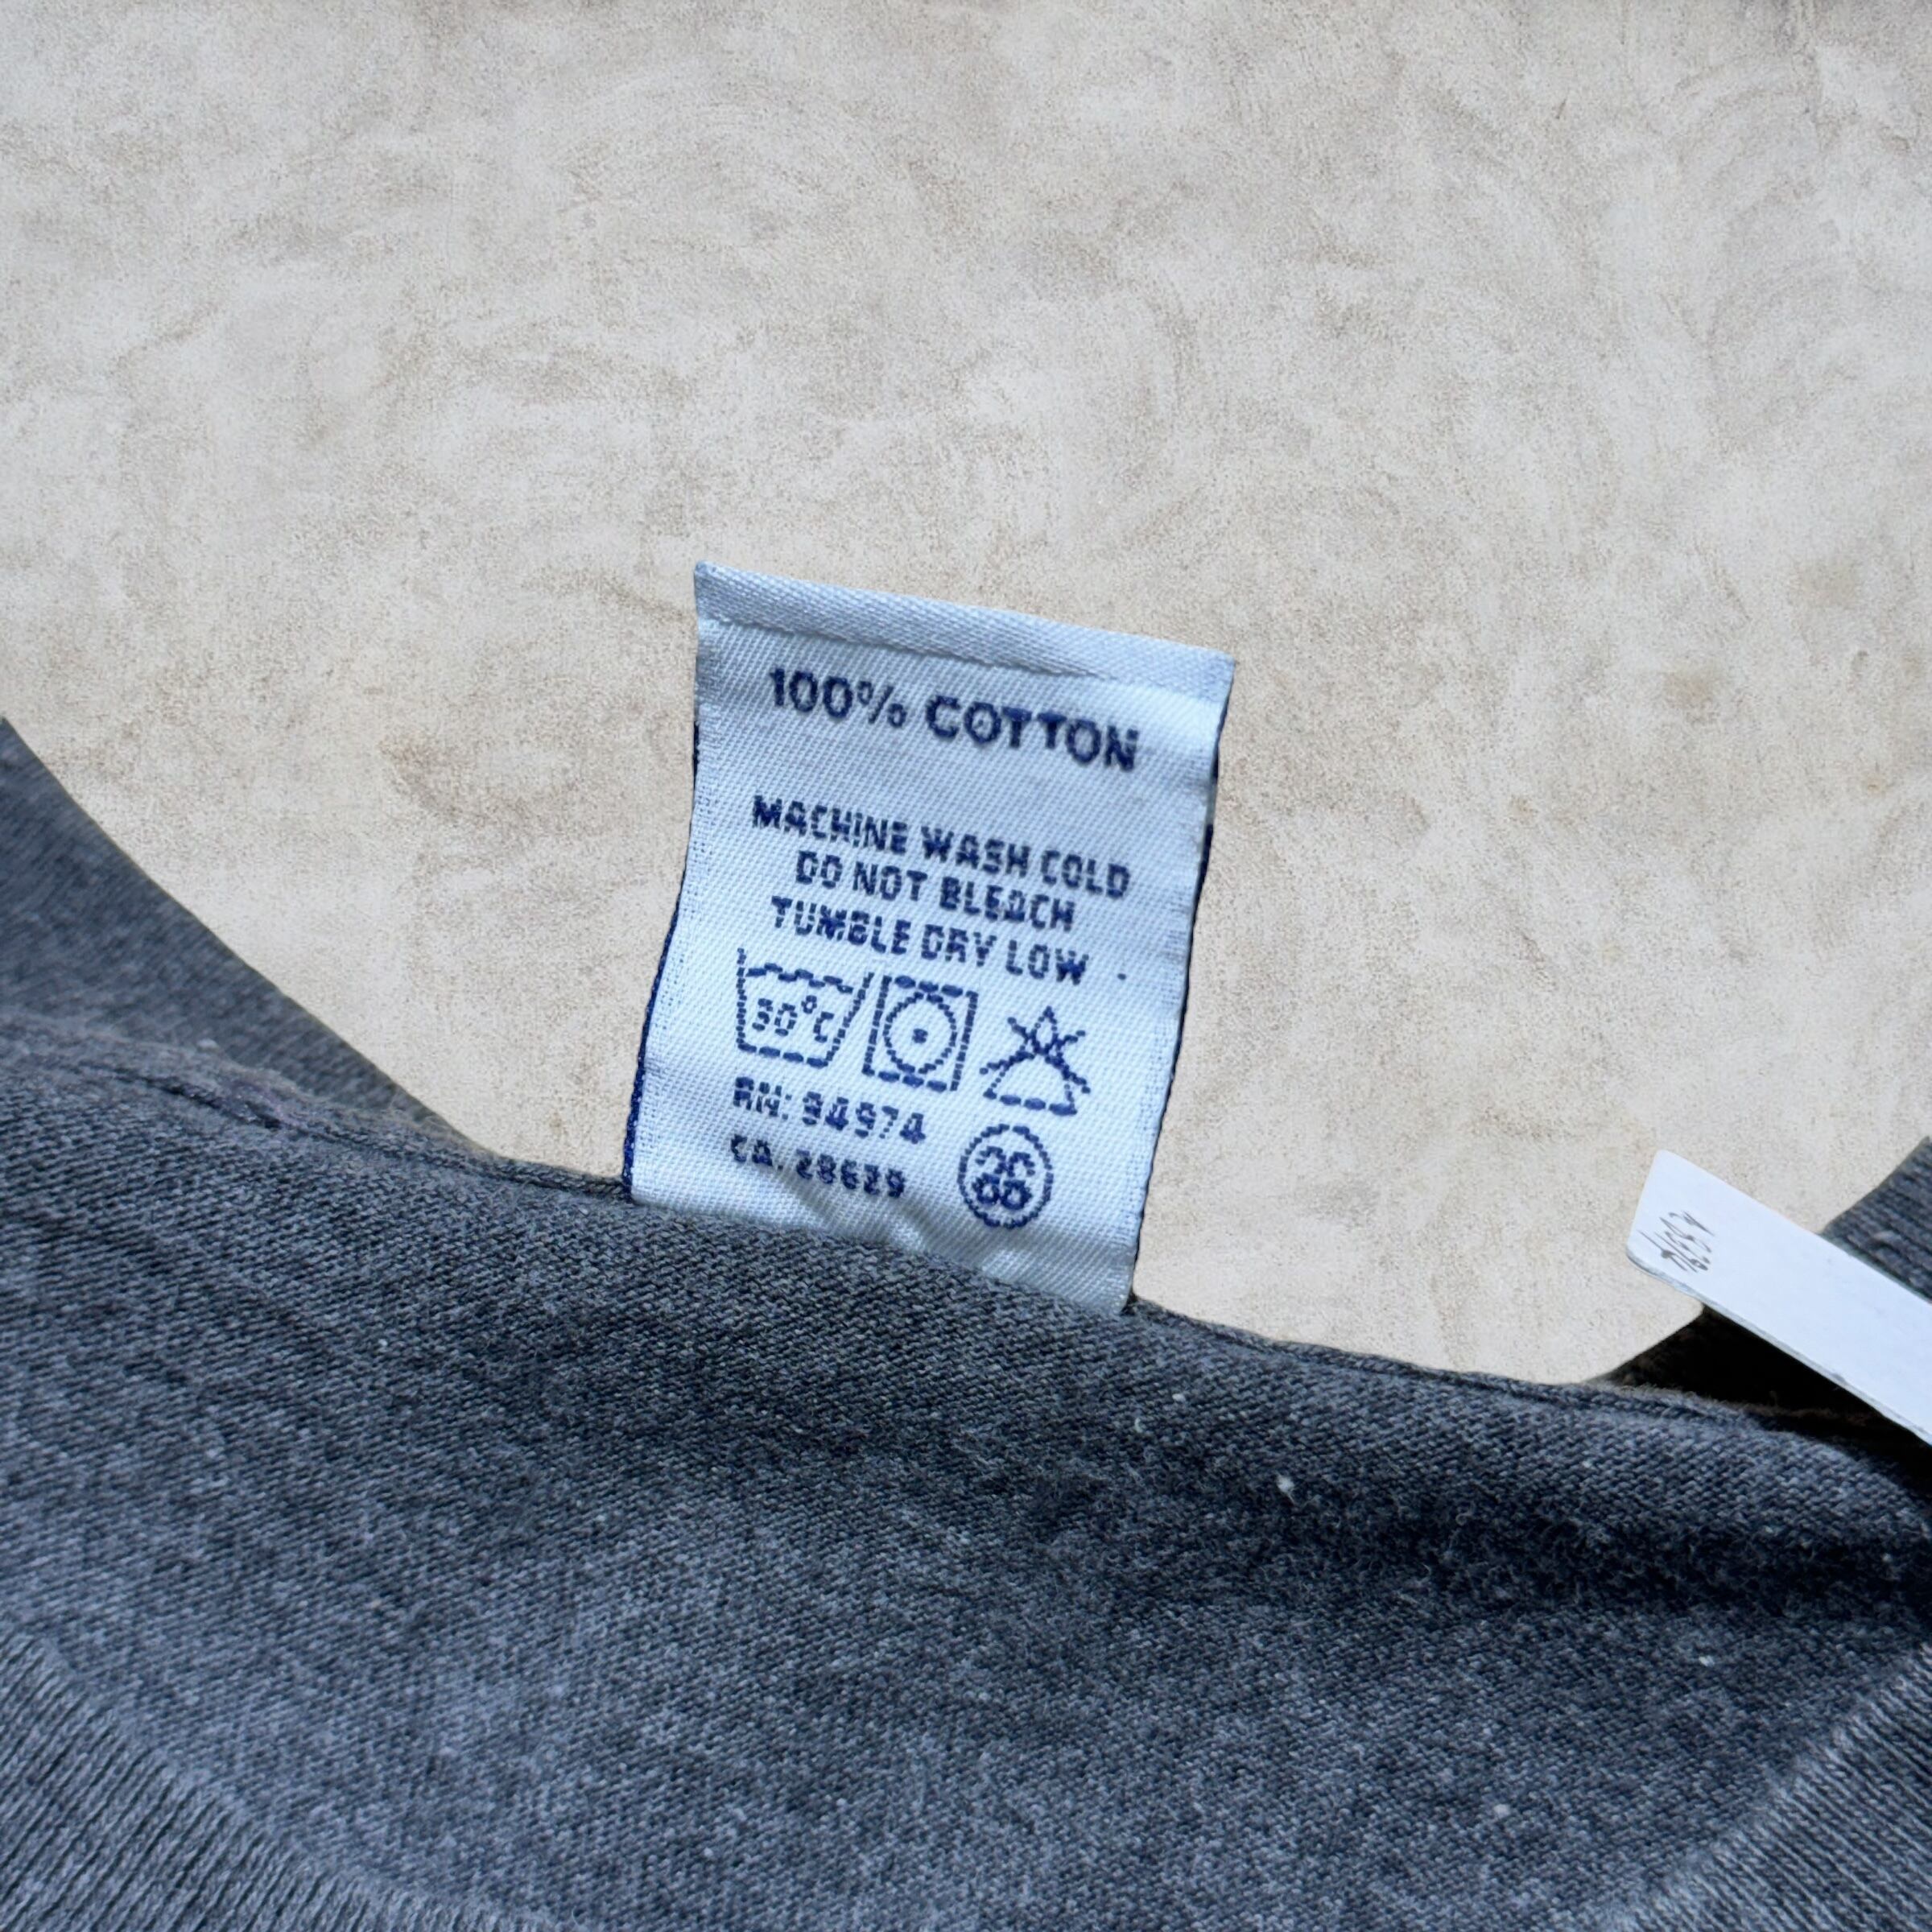 100% COTTON
MACHINE WASH COLD
DO NOT BLEACH
TUMBLE DRY LOW
30°C
RN: 94974
CA. 28629